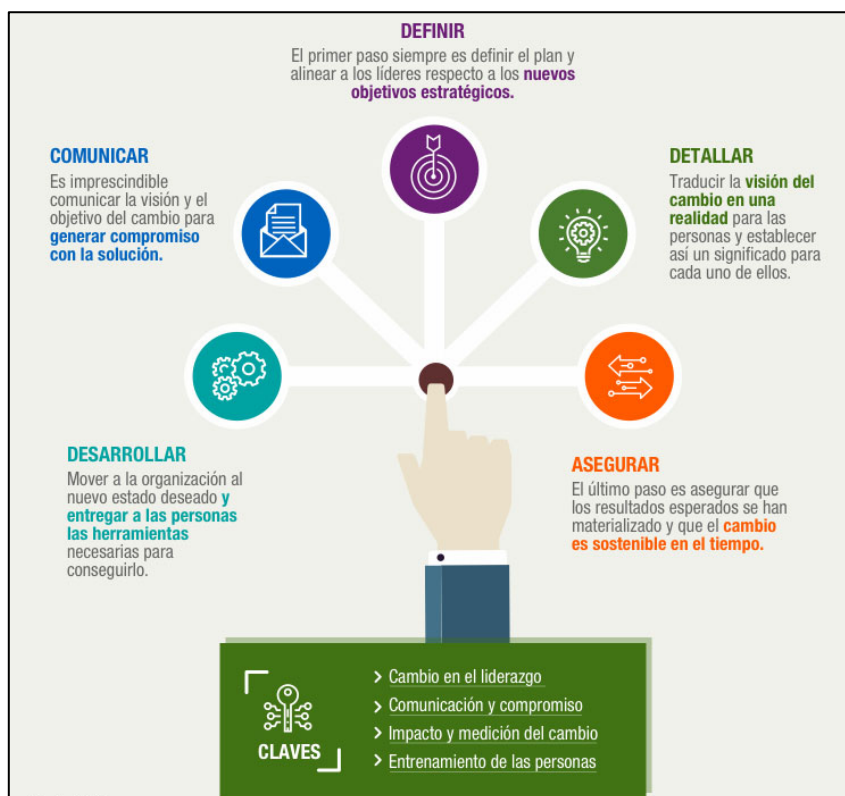 DEFINIR
El primer paso siempre es definir el plan y
alinear a los líderes respecto a los nuevos
objetivos estratégicos.
COMUNICAR
Es imprescindible
comunicar la visión y el
objetivo del cambio para
generar compromiso
con la solución.
DETALLAR
Traducir la visión del
cambio en una
realidad para las
personas y establecer
así un significado para
cada uno de ellos.
DESARROLLAR
Mover a la organización al
nuevo estado deseado y
entregar a las personas
las herramientas
necesarias para
conseguirlo.
ASEGURAR
El último paso es asegurar que
los resultados esperados se han
materializado y que el cambio
es sostenible en el tiempo.
CLAVES
> Cambio en el liderazgo
> Comunicación y compromiso
> Impacto y medición del cambio
> Entrenamiento de las personas